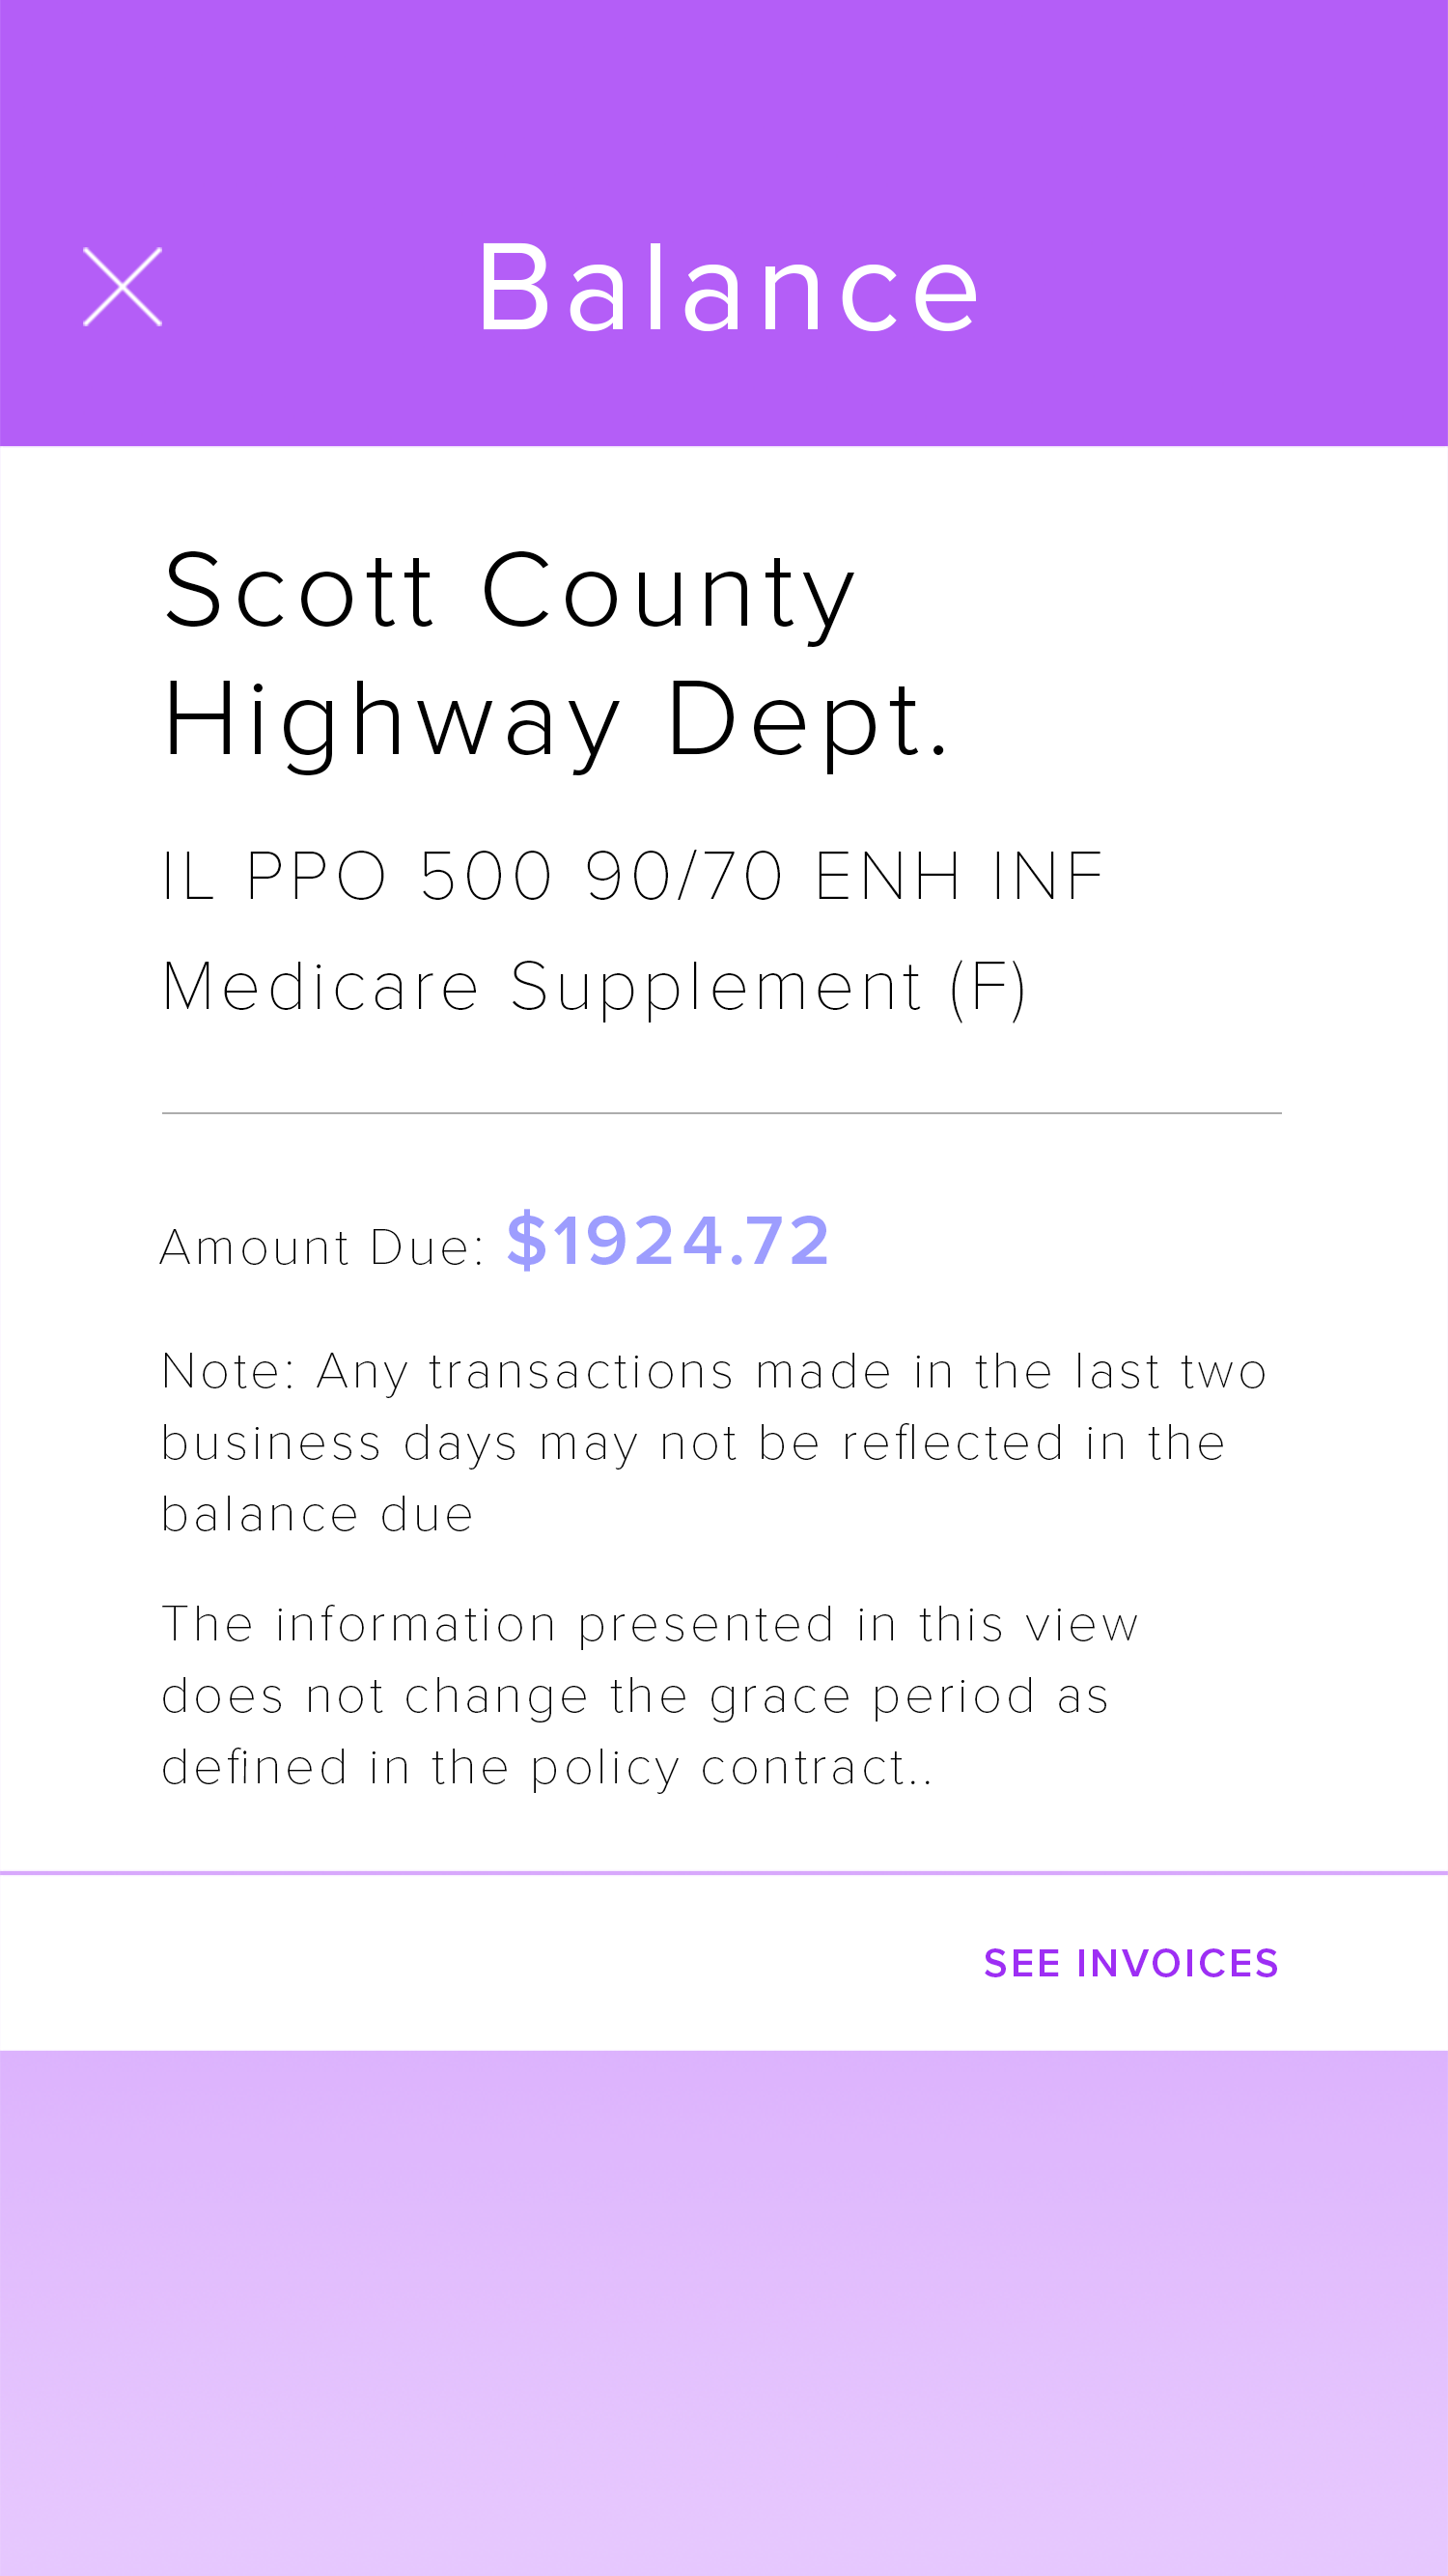 Balance
Scott County
Highway Dept.
IL PPO 500 90/70 ENH INF
Medicare Supplement (F)
Amount Due: $1924.72
Note: Any transactions made in the last two
business days may not be reflected in the
balance due
The information presented in this view
does not change the grace period as
defined in the policy contract..
SEE INVOICES